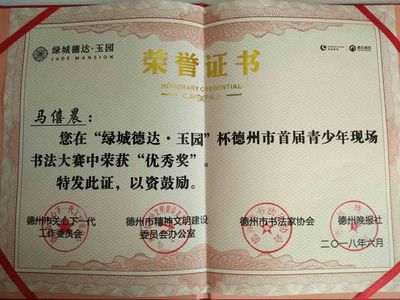 绿城德达·玉园
JADE MANSION
荣誉证书
HONORARY CREDENTIAL
马僖晨：
您在“绿城德达·玉园”杯德州市首届青少年现场
书法大赛中荣获“优秀奖”。
特发此证，以资鼓励。
德州市关心下一代 德州市精神文明建设 德州市书法家协会 德州晚报社
工作委员会 委员会办公室 二〇一八年六月